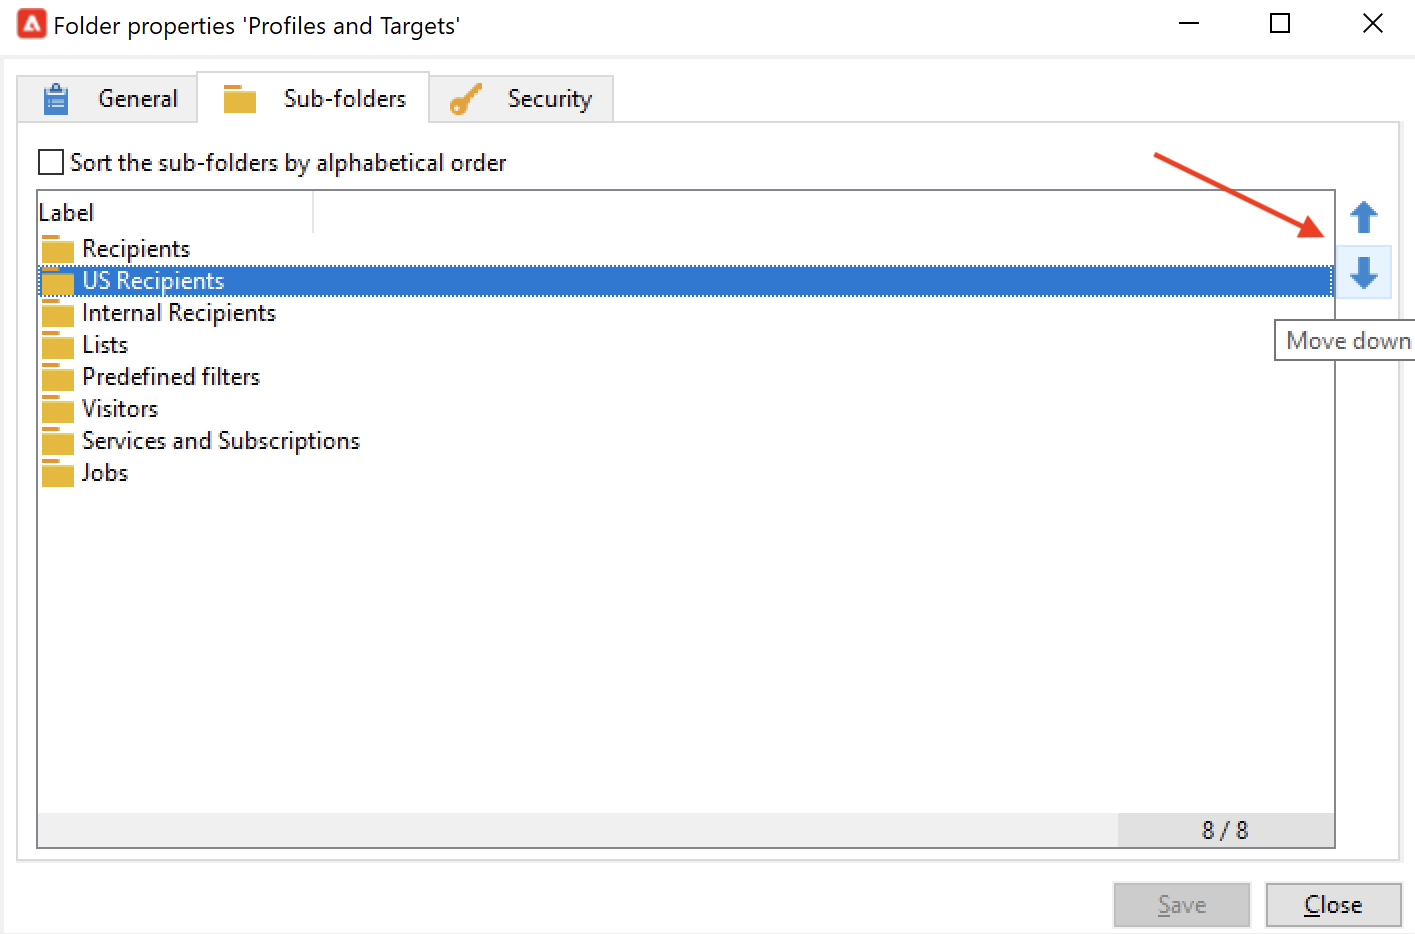 Folder properties 'Profiles and Targets'
General
Sub-folders
Security
Sort the sub-folders by alphabetical order
Label
Recipients
US Recipients
Internal Recipients
Lists
Predefined filters
Visitors
Services and Subscriptions
Jobs
Move down
8 / 8
Save
Close